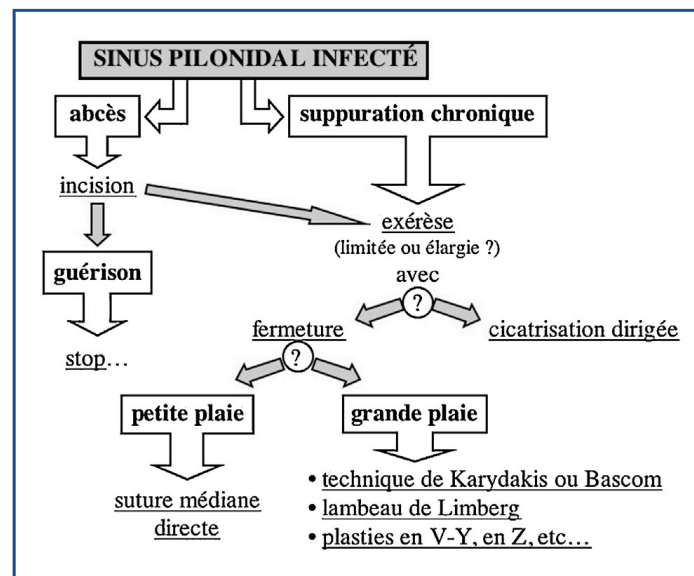 SINUS PILONIDAL INFECTÉ
abcès
suppuration chronique
incision
exérèse
(limitée ou élargie ?)
guérison
avec
?
fermeture
cicatrisation dirigée
?
stop…
petite plaie
grande plaie
suture médiane
directe
• technique de Karydakis ou Bascom
• lambeau de Limberg
• plasties en V-Y, en Z, etc…